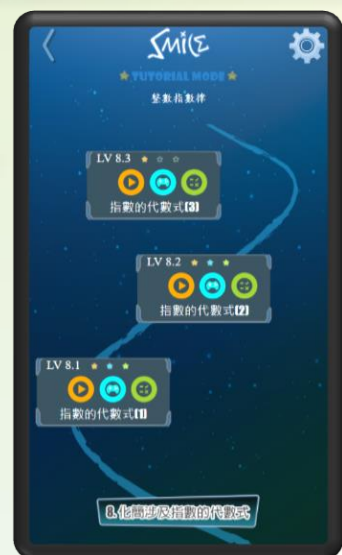 SMILE
★ TUTORIAL MODE ★
整數指數律
LV 8.3
指數的代數式(3)
LV 8.2
指數的代數式(2)
LV 8.1
指數的代數式(1)
8. 化簡涉及指數的代數式